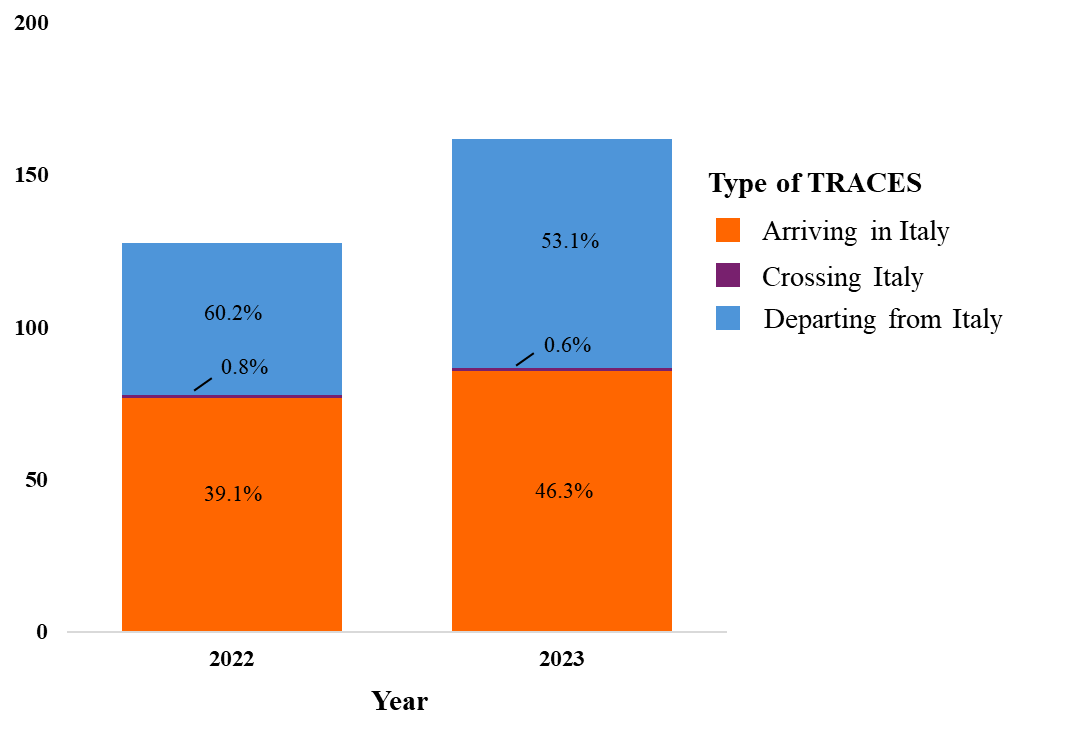 200
150
100
50
0
60.2%
0.8%
39.1%
53.1%
0.6%
46.3%
2022
2023
Year
Type of TRACES
Arriving in Italy
Crossing Italy
Departing from Italy